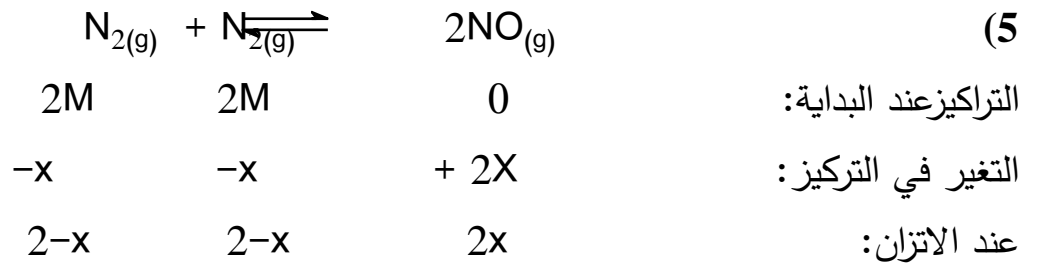 (5 N₂(g) + N₂(g) ⇌ 2NO(g)
التراكيزعند البداية: 2M 2M 0
التغير في التركيز: −x −x + 2X
عند الاتزان: 2−x 2−x 2x